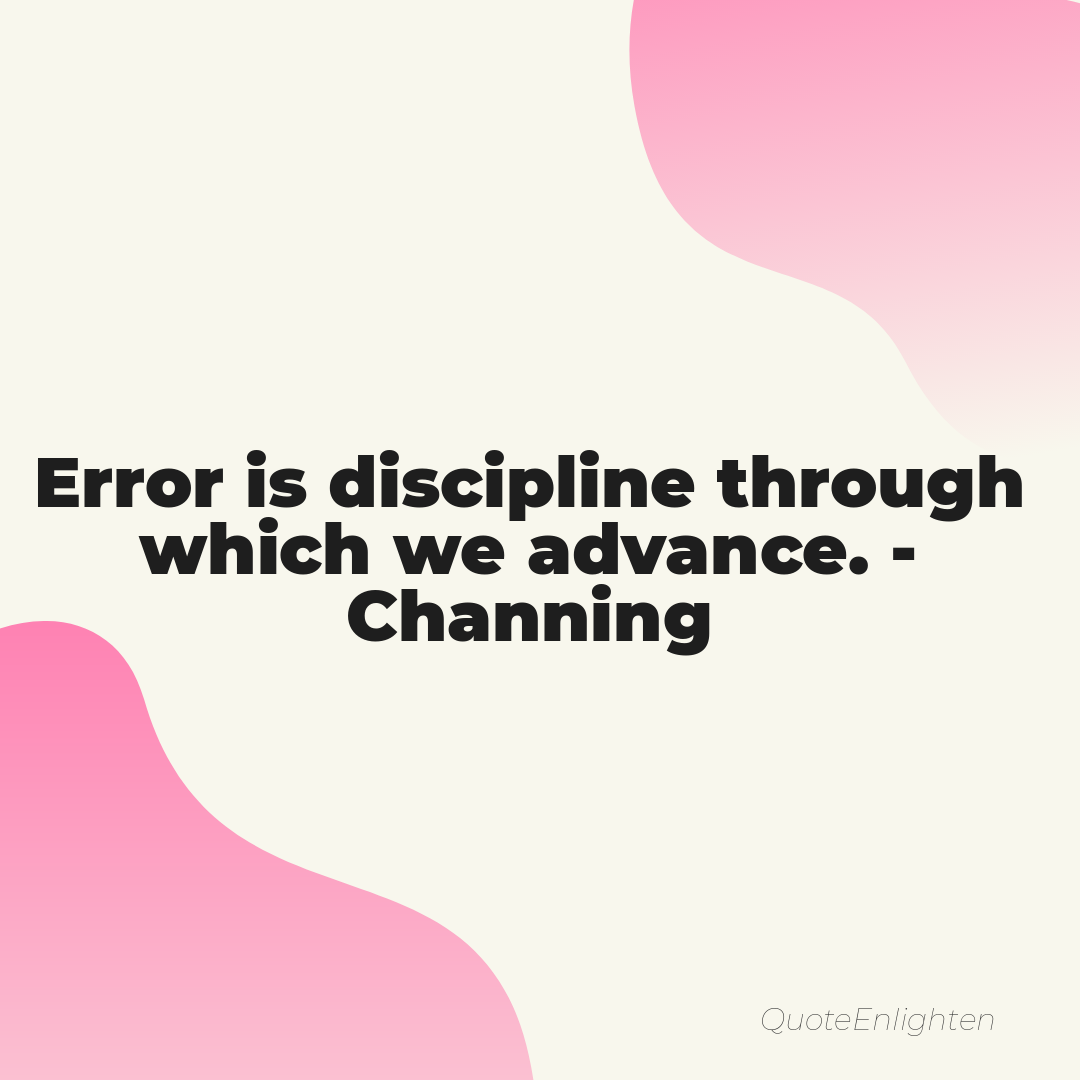 Error is discipline through
which we advance. -
Channing
QuoteEnlighten